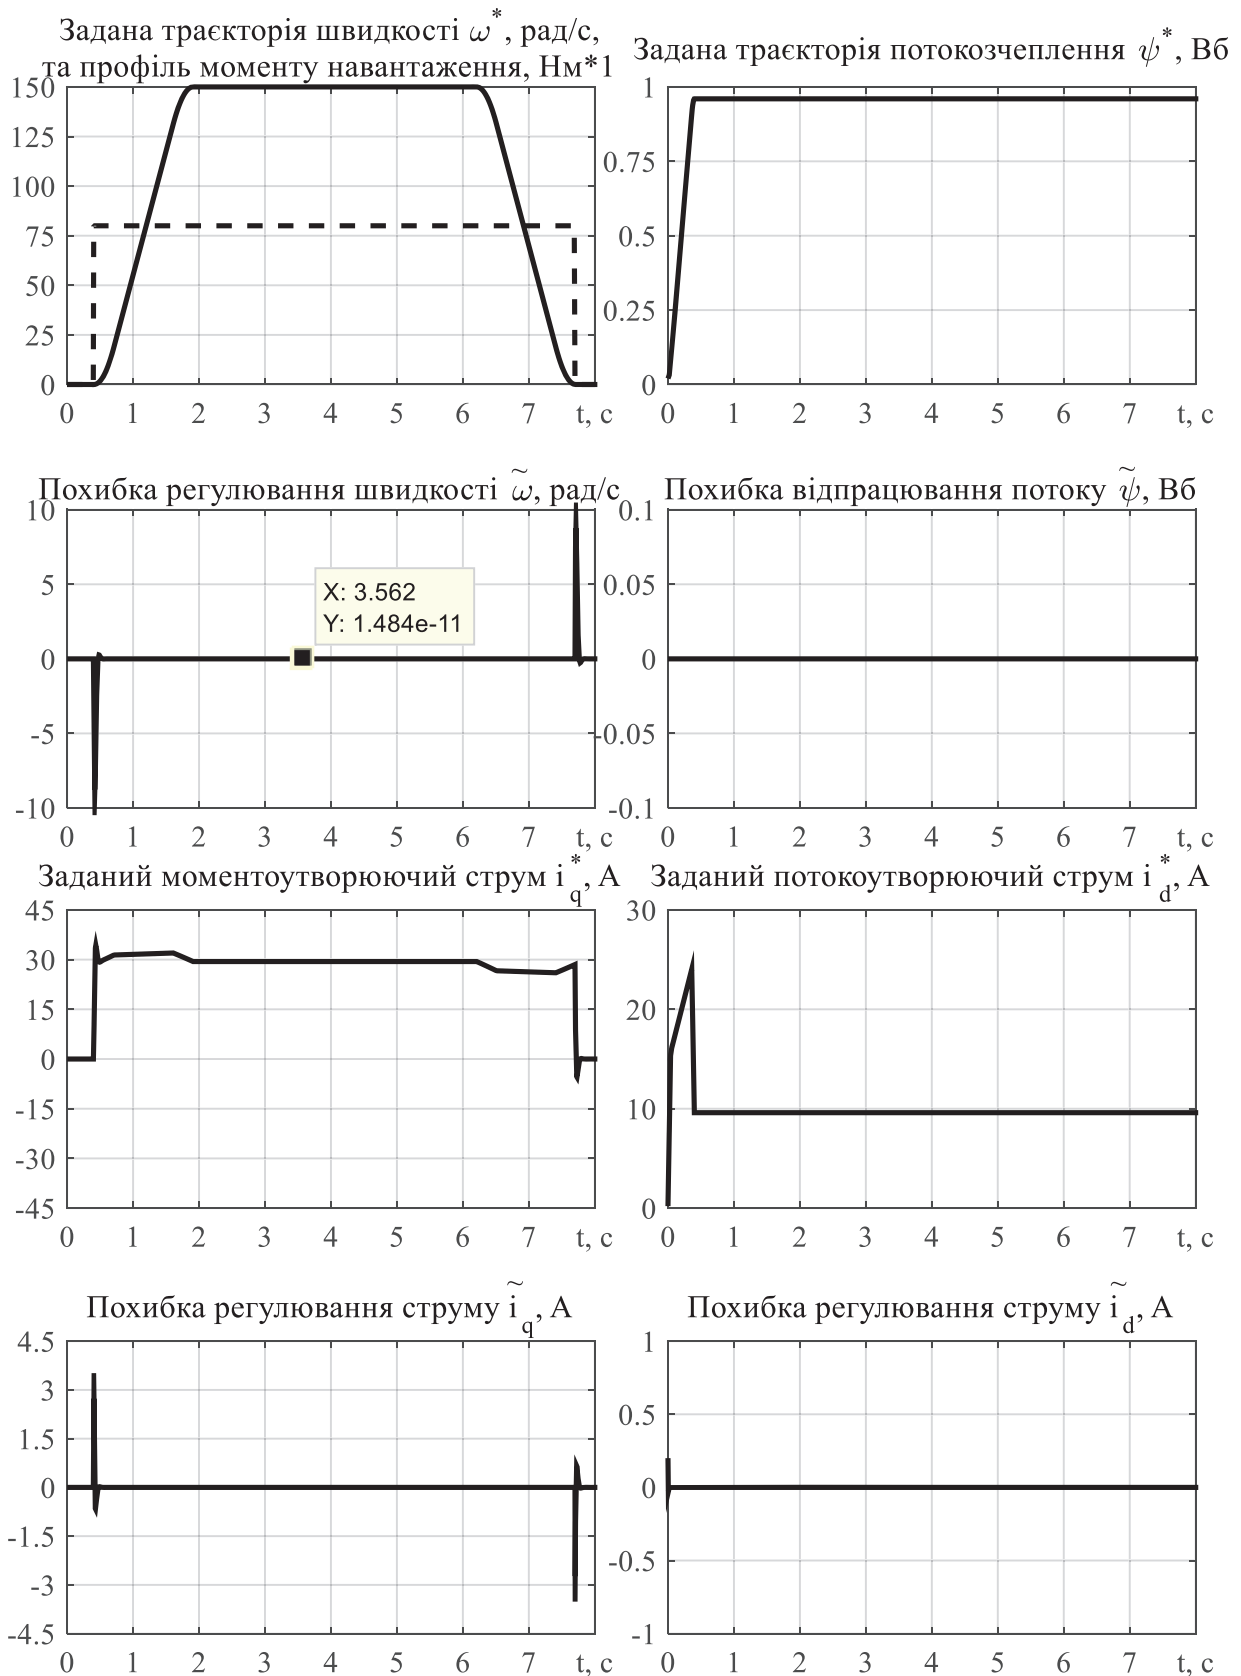 Задана траєкторія швидкості ω*, рад/с,
та профіль моменту навантаження, Нм*1
150
125
100
75
50
25
0
0 1 2 3 4 5 6 7 t, c
Задана траєкторія потокозчеплення ψ*, Вб
1
0.75
0.5
0.25
0
0 1 2 3 4 5 6 7 t, c
Похибка регулювання швидкості ω̃, рад/с
10
5
0
-5
-10
X: 3.562
Y: 1.484e-11
0 1 2 3 4 5 6 7 t, c
Похибка відпрацювання потоку ψ̃, Вб
0.1
0.05
0
-0.05
-0.1
0 1 2 3 4 5 6 7 t, c
Заданий моментоутворюючий струм i*q, А
45
30
15
0
-15
-30
-45
0 1 2 3 4 5 6 7 t, c
Заданий потокоутворюючий струм i*d, А
30
20
10
0
0 1 2 3 4 5 6 7 t, c
Похибка регулювання струму ĩq, А
4.5
3
1.5
0
-1.5
-3
-4.5
0 1 2 3 4 5 6 7 t, c
Похибка регулювання струму ĩd, А
1
0.5
0
-0.5
-1
0 1 2 3 4 5 6 7 t, c